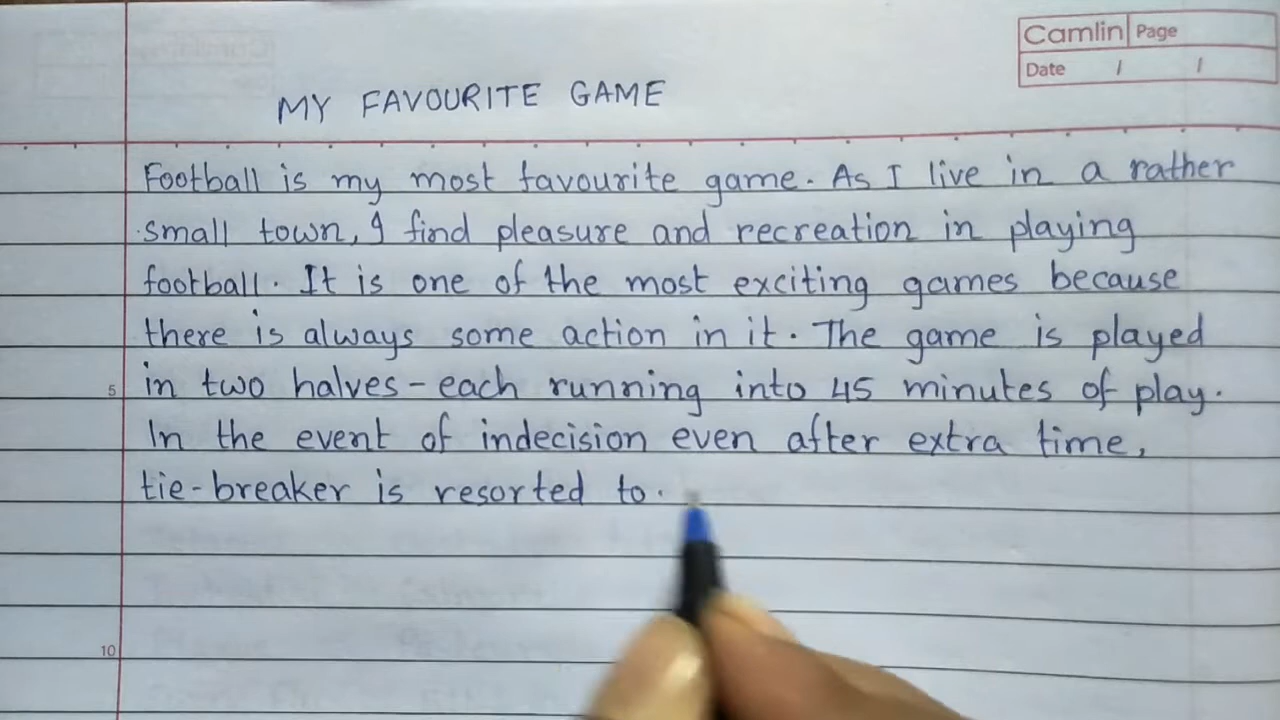 Camlin Page
Date / /
MY FAVOURITE GAME
Football is my most favourite game. As I live in a rather
small town, I find pleasure and recreation in playing
football. It is one of the most exciting games because
there is always some action in it. The game is played
5 in two halves - each running into 45 minutes of play.
In the event of indecision even after extra time,
tie-breaker is resorted to.
10